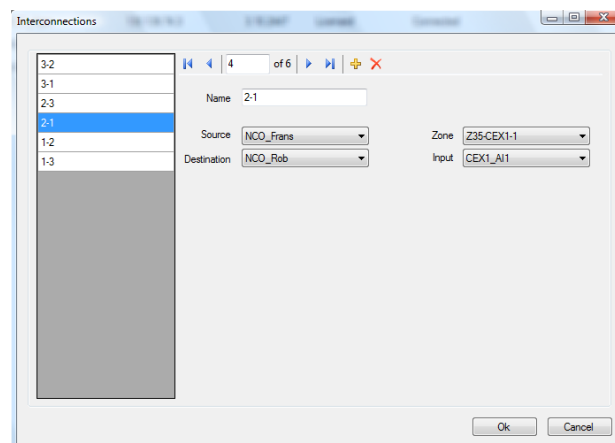 Interconnections
3-2
3-1
2-3
2-1
1-2
1-3
4 of 6
Name 2-1
Source NCO_Frans Zone Z35-CEX1-1
Destination NCO_Rob Input CEX1_AI1
Ok Cancel